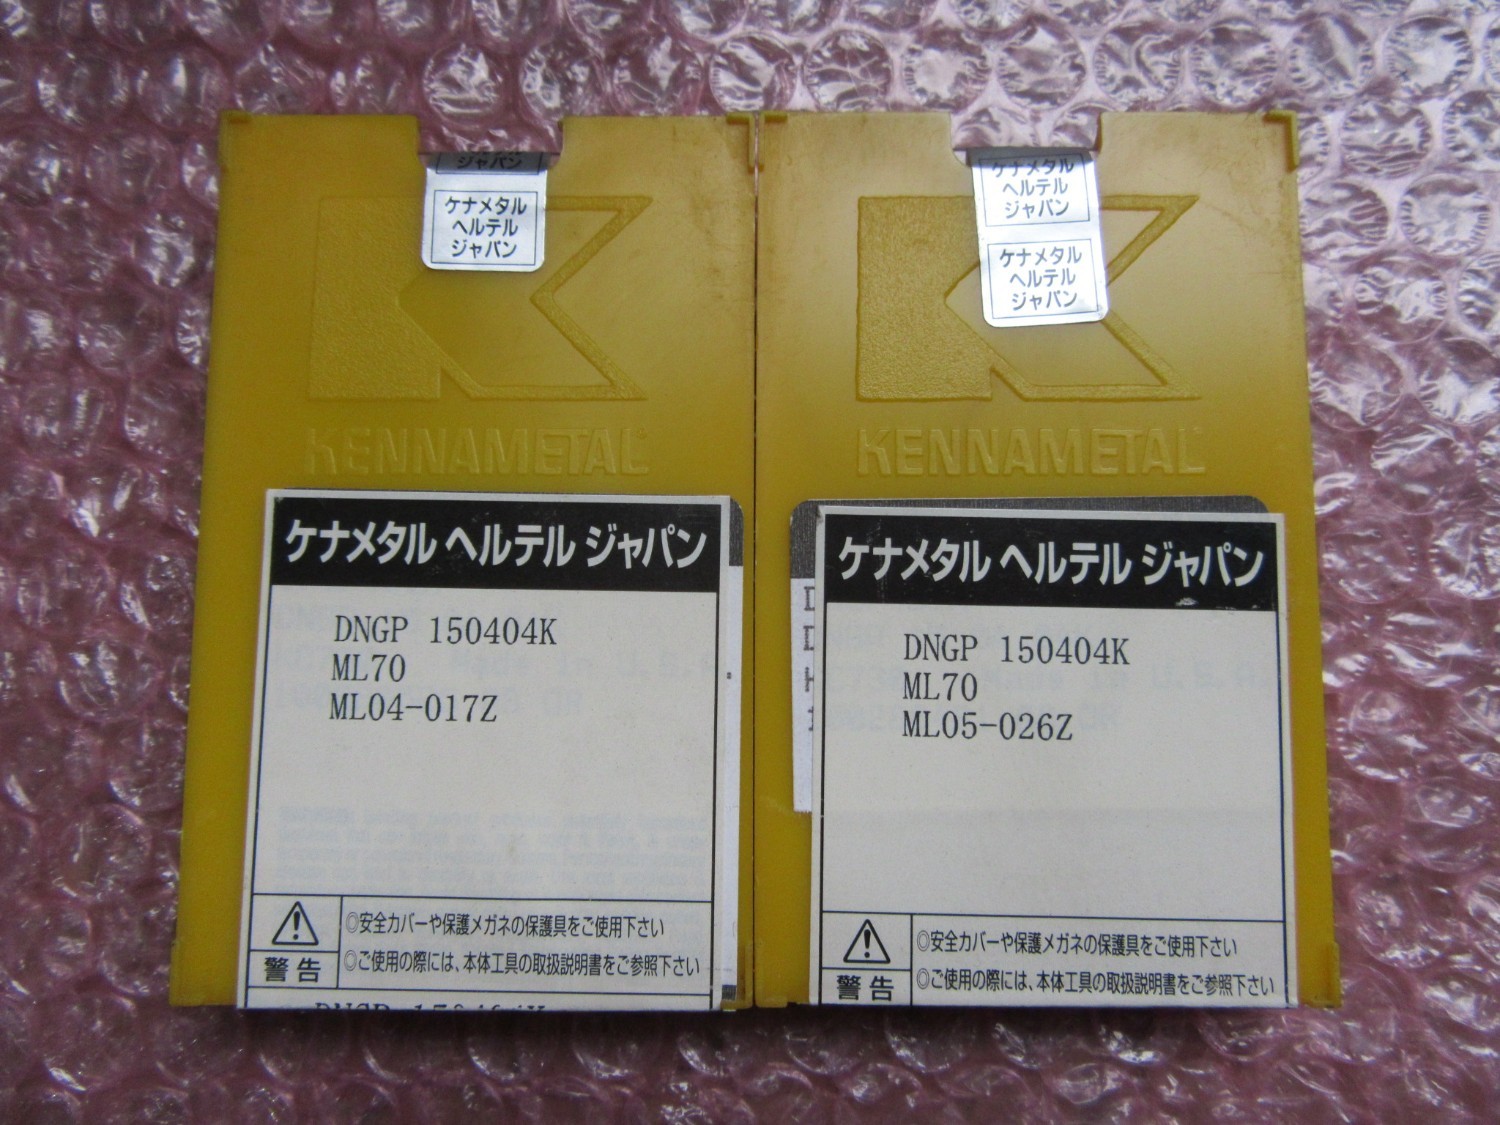 ジャパン
ケナメタル
ヘルテル
ジャパン
KENNAMETAL
ケナメタル ヘルテル ジャパン
DNGP 150404K
ML70
ML04-017Z
◎安全カバーや保護メガネの保護具をご使用下さい
◎ご使用の際には、本体工具の取扱説明書をご参照下さい
警告
ケナメタル
ヘルテル
ジャパン
ケナメタル
ヘルテル
ジャパン
KENNAMETAL
ケナメタル ヘルテル ジャパン
DNGP 150404K
ML70
ML05-026Z
◎安全カバーや保護メガネの保護具をご使用下さい
◎ご使用の際には、本体工具の取扱説明書をご参照下さい
警告